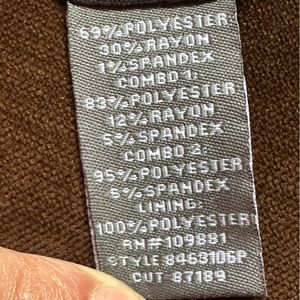 69% POLYESTER
30% RAYON
1% SPANDEX
COMBO 1:
83% POLYESTER
12% RAYON
5% SPANDEX
COMBO 2:
95% POLYESTER
5% SPANDEX
LINING:
100% POLYESTER
RN#109881
STYLE 8463106P
CUT 87189